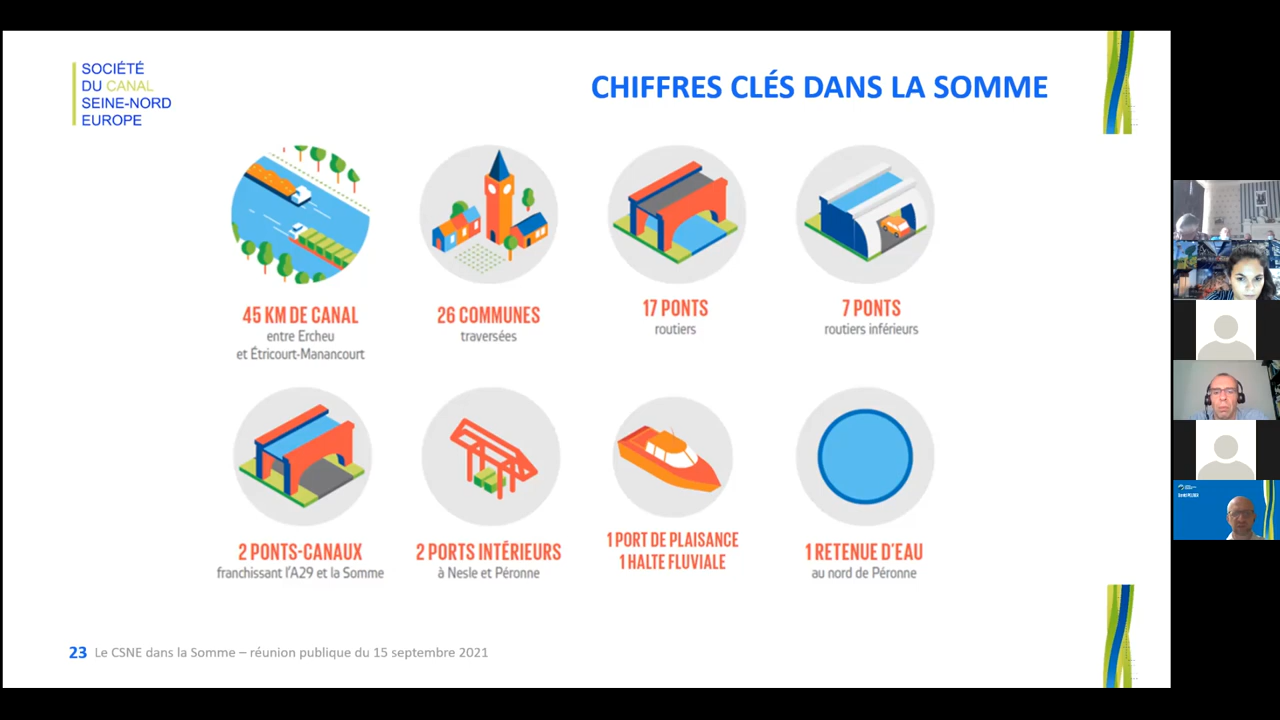 SOCIÉTÉ
DU CANAL
SEINE-NORD
EUROPE
CHIFFRES CLÉS DANS LA SOMME
45 KM DE CANAL
entre Ercheu
et Étricourt-Manancourt
26 COMMUNES
traversées
17 PONTS
routiers
7 PONTS
routiers inférieurs
2 PONTS-CANAUX
franchissant l'A29 et la Somme
2 PORTS INTÉRIEURS
à Nesle et Péronne
1 PORT DE PLAISANCE
1 HALTE FLUVIALE
1 RETENUE D'EAU
au nord de Péronne
23 Le CSNE dans la Somme – réunion publique du 15 septembre 2021